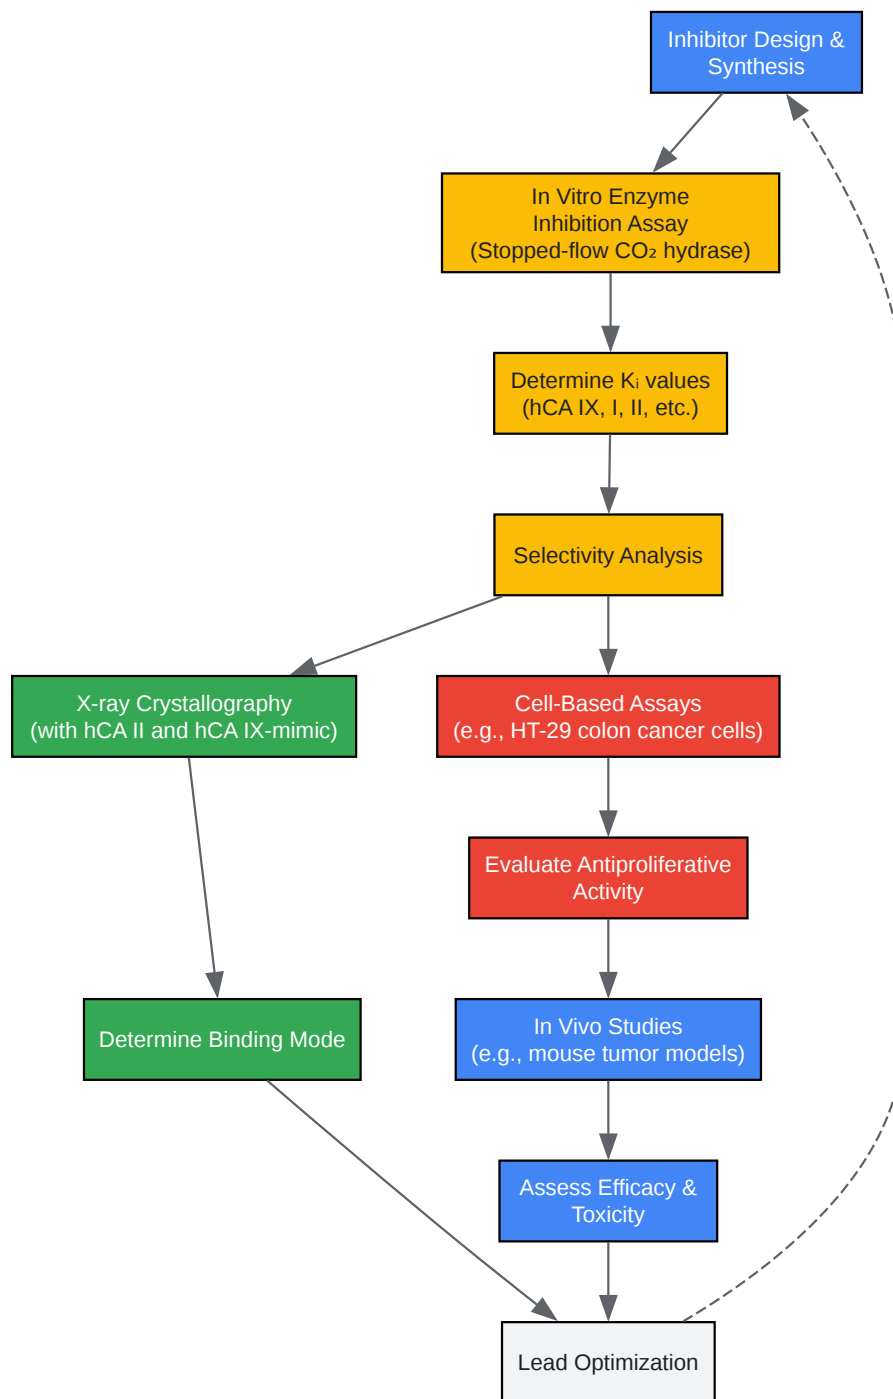 Inhibitor Design &
Synthesis
In Vitro Enzyme
Inhibition Assay
(Stopped-flow CO₂ hydrase)
Determine Kᵢ values
(hCA IX, I, II, etc.)
Selectivity Analysis
X-ray Crystallography
(with hCA II and hCA IX-mimic)
Cell-Based Assays
(e.g., HT-29 colon cancer cells)
Evaluate Antiproliferative
Activity
Determine Binding Mode
In Vivo Studies
(e.g., mouse tumor models)
Assess Efficacy &
Toxicity
Lead Optimization